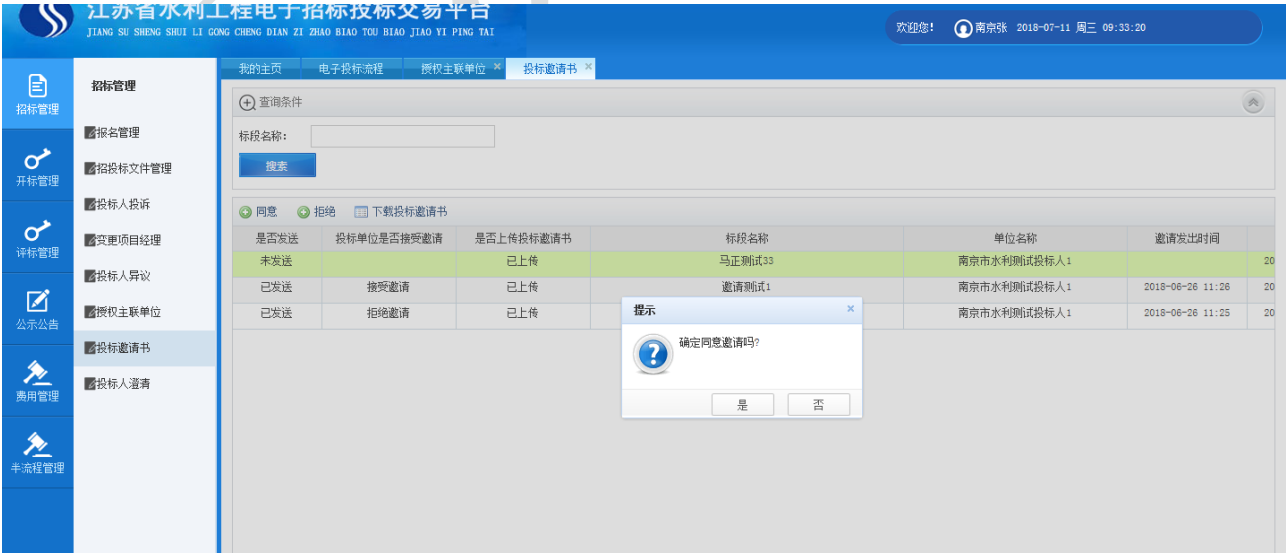 江苏省水利工程电子招标投标交易平台
JIANG SU SHENG SHUI LI GONG CHENG DIAN ZI ZHAO BIAO TOU BIAO JIAO YI PING TAI
欢迎您! 南京张 2018-07-11 周三 09:33:20
招标管理
开标管理
评标管理
公示公告
费用管理
半流程管理
招标管理
报名管理
招投标文件管理
投标人投诉
变更项目经理
投标人异议
授权主联单位
投标邀请书
投标人澄清
我的主页 电子投标流程 授权主联单位 × 投标邀请书 ×
查询条件
标段名称:
搜索
同意 拒绝 下载投标邀请书
是否发送 投标单位是否接受邀请 是否上传投标邀请书 标段名称 单位名称 邀请发出时间
未发送 已上传 马正测试33 南京市水利测试投标人1 20
已发送 接受邀请 已上传 邀请测试1 南京市水利测试投标人1 2018-06-26 11:26 20
已发送 拒绝邀请 已上传 南京市水利测试投标人1 2018-06-26 11:25 20
提示 ×
确定同意邀请吗?
是 否